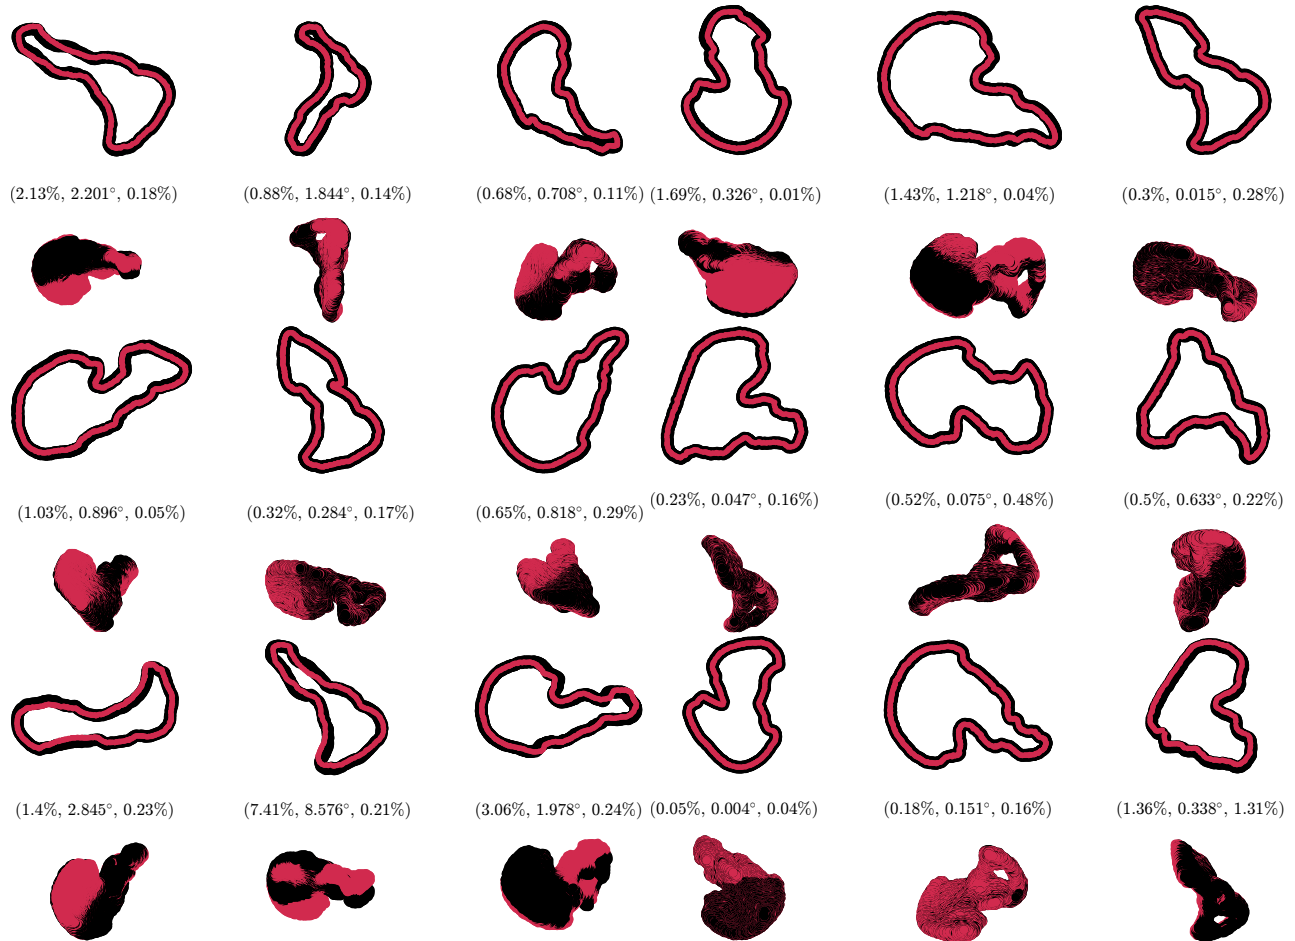 (2.13%, 2.201°, 0.18%)
(0.88%, 1.844°, 0.14%)
(0.68%, 0.708°, 0.11%)
(1.69%, 0.326°, 0.01%)
(1.43%, 1.218°, 0.04%)
(0.3%, 0.015°, 0.28%)
(1.03%, 0.896°, 0.05%)
(0.32%, 0.284°, 0.17%)
(0.65%, 0.818°, 0.29%)
(0.23%, 0.047°, 0.16%)
(0.52%, 0.075°, 0.48%)
(0.5%, 0.633°, 0.22%)
(1.4%, 2.845°, 0.23%)
(7.41%, 8.576°, 0.21%)
(3.06%, 1.978°, 0.24%)
(0.05%, 0.004°, 0.04%)
(0.18%, 0.151°, 0.16%)
(1.36%, 0.338°, 1.31%)